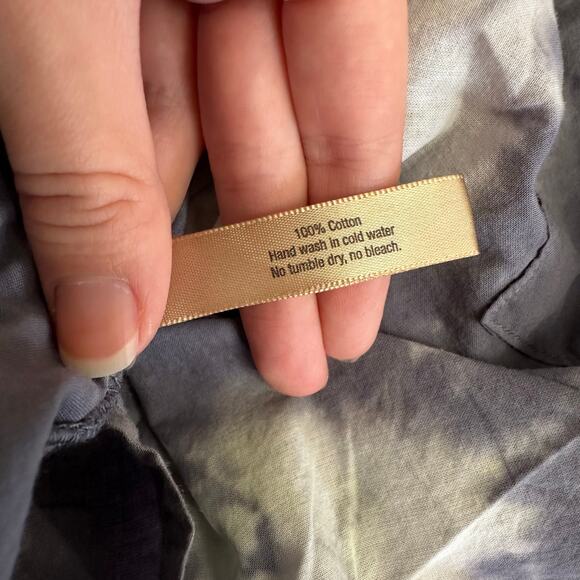 100% Cotton
Hand wash in cold water
No tumble dry, no bleach.